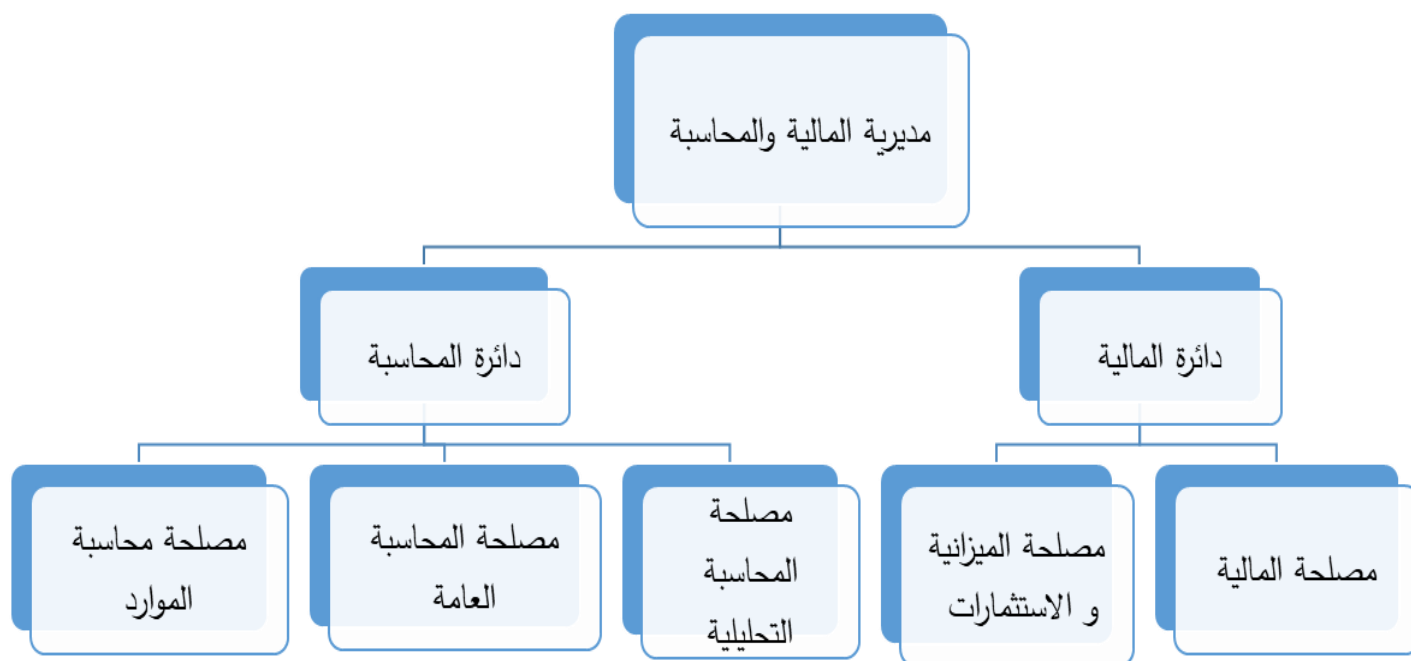 مديرية المالية والمحاسبة
دائرة المالية
دائرة المحاسبة
مصلحة المالية
مصلحة الميزانية
و الاستثمارات
مصلحة
المحاسبة
التحليلية
مصلحة المحاسبة
العامة
مصلحة محاسبة
الموارد